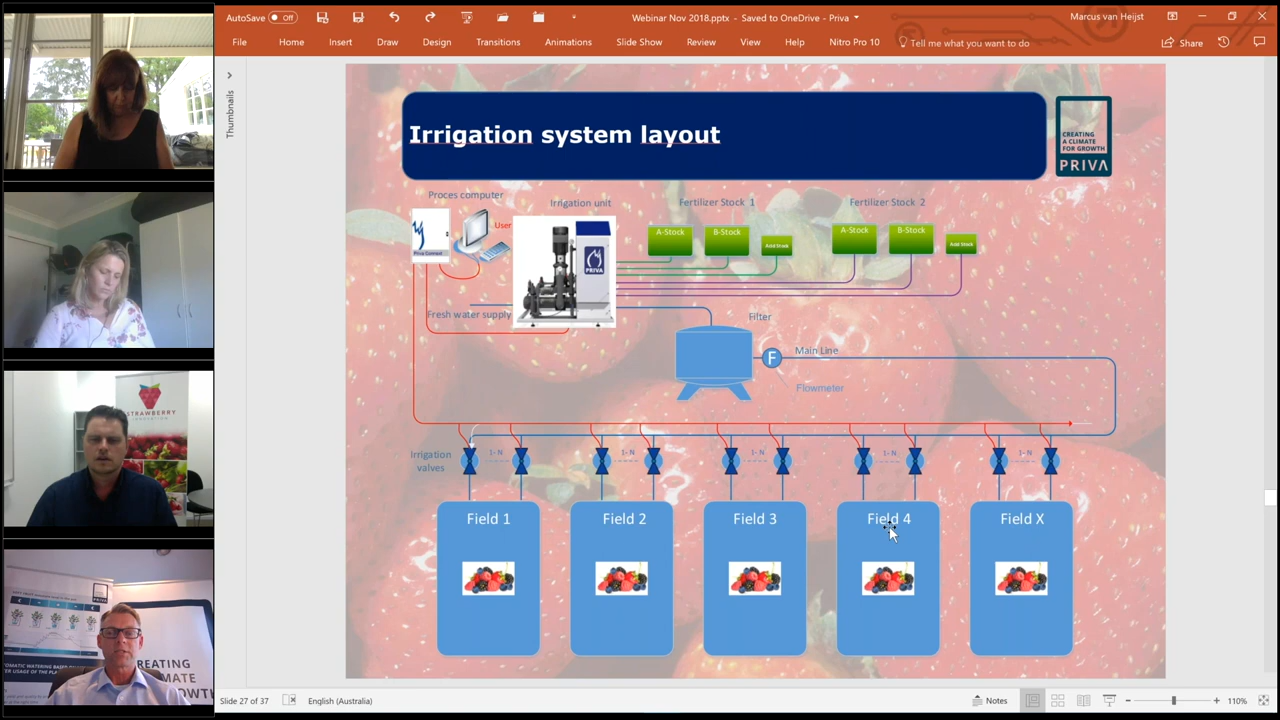 AutoSave
Off
Webinar Nov 2018.pptx - Saved to OneDrive - Priva
Marcus van Heijst
File Home Insert Draw Design Transitions Animations Slide Show Review View Help Nitro Pro 10 Tell me what you want to do
Share
Thumbnails
Irrigation system layout
CREATING
A CLIMATE
FOR GROWTH
PRIVA
Proces computer
Irrigation unit
Fertilizer Stock 1
Fertilizer Stock 2
User
Priva Connext
PRIVA
A-Stock
B-Stock
Acid Stock
A-Stock
B-Stock
Acid Stock
Fresh water supply
Filter
F
Main Line
Flowmeter
Irrigation
valves
1- N
1- N
1- N
1- N
1- N
Field 1
Field 2
Field 3
Field 4
Field X
STRAWBERRY
Slide 27 of 37
English (Australia)
Notes
110%